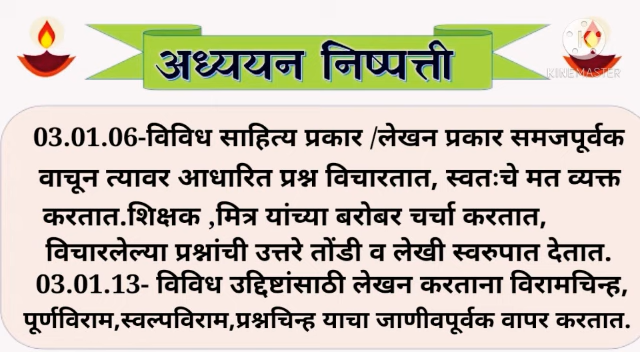 अध्ययन निष्पत्ती
KINEMASTER
03.01.06-विविध साहित्य प्रकार /लेखन प्रकार समजपूर्वक
वाचून त्यावर आधारित प्रश्न विचारतात, स्वतःचे मत व्यक्त
करतात.शिक्षक ,मित्र यांच्या बरोबर चर्चा करतात,
विचारलेल्या प्रश्नांची उत्तरे तोंडी व लेखी स्वरुपात देतात.
03.01.13- विविध उद्दिष्टांसाठी लेखन करताना विरामचिन्ह,
पूर्णविराम,स्वल्पविराम,प्रश्नचिन्ह याचा जाणीवपूर्वक वापर करतात.